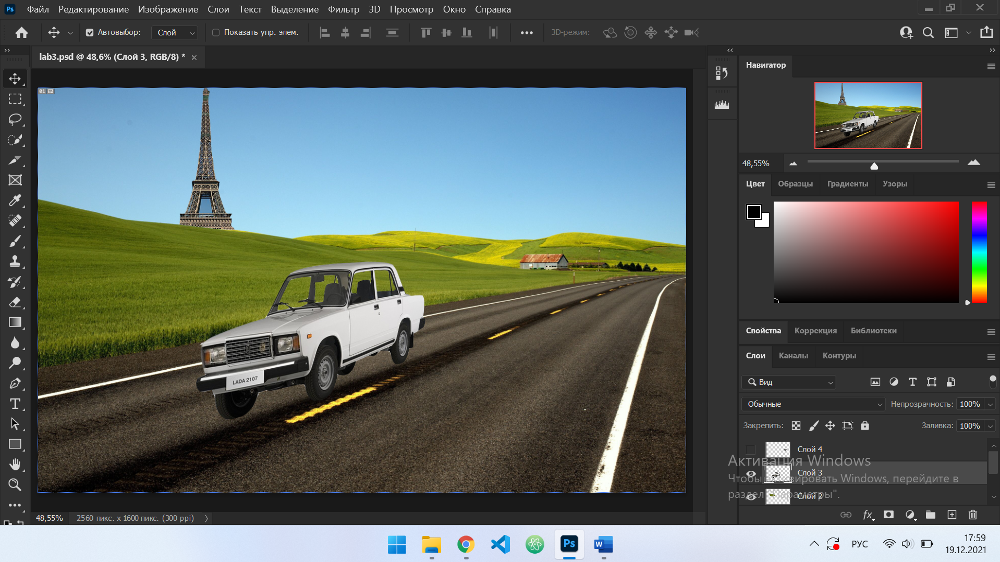 Ps Файл Редактирование Изображение Слои Текст Выделение Фильтр 3D Просмотр Окно Справка
Автовыбор: Слой Показать упр. элем. 3D-режим:
lab3.psd @ 48,6% (Слой 3, RGB/8) *
Навигатор
01
48,55%
Цвет Образцы Градиенты Узоры
LADA 2107
Свойства Коррекция Библиотеки
Слои Каналы Контуры
Вид
Обычные Непрозрачность: 100%
Закрепить: Заливка: 100%
Слой 4
Активация Windows
Слой 3
Чтобы активировать Windows, перейдите в
раздел "Параметры".
Слой 2
fx
48,55% 2560 пикс. x 1600 пикс. (300 ppi)
Ps W РУС 17:59
19.12.2021